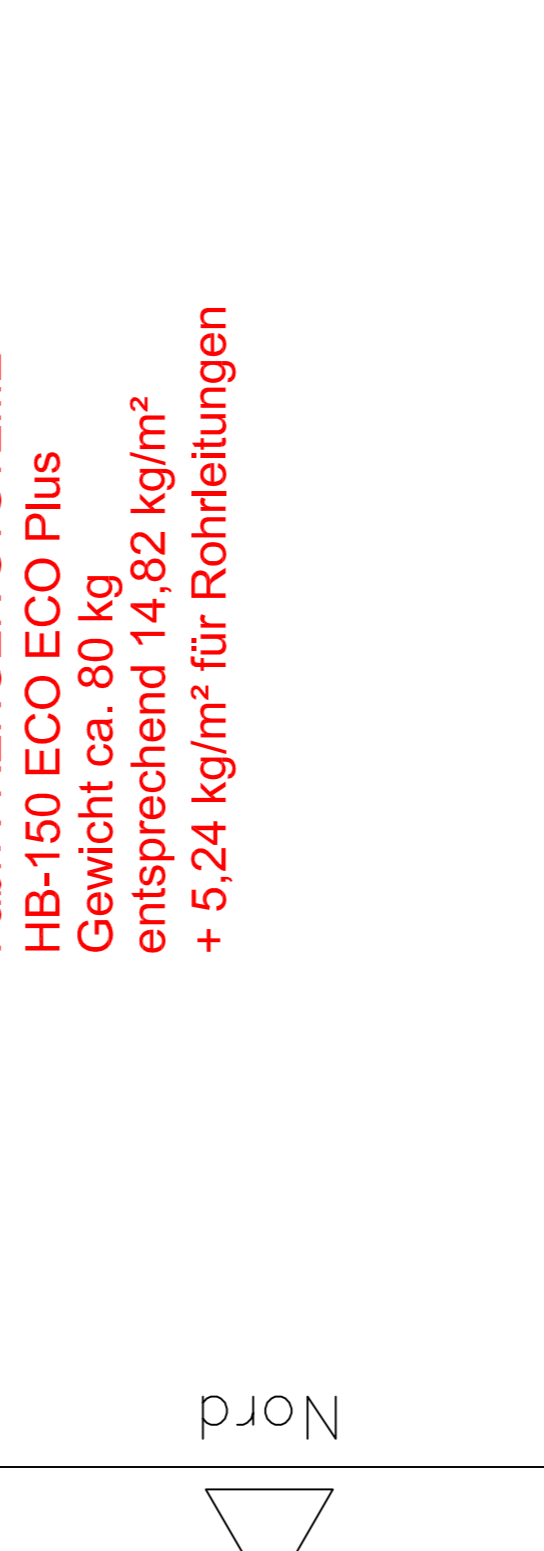 HB-150 ECO ECO Plus
Gewicht ca. 80 kg
entsprechend 14,82 kg/m²
+ 5,24 kg/m² für Rohrleitungen
Nord